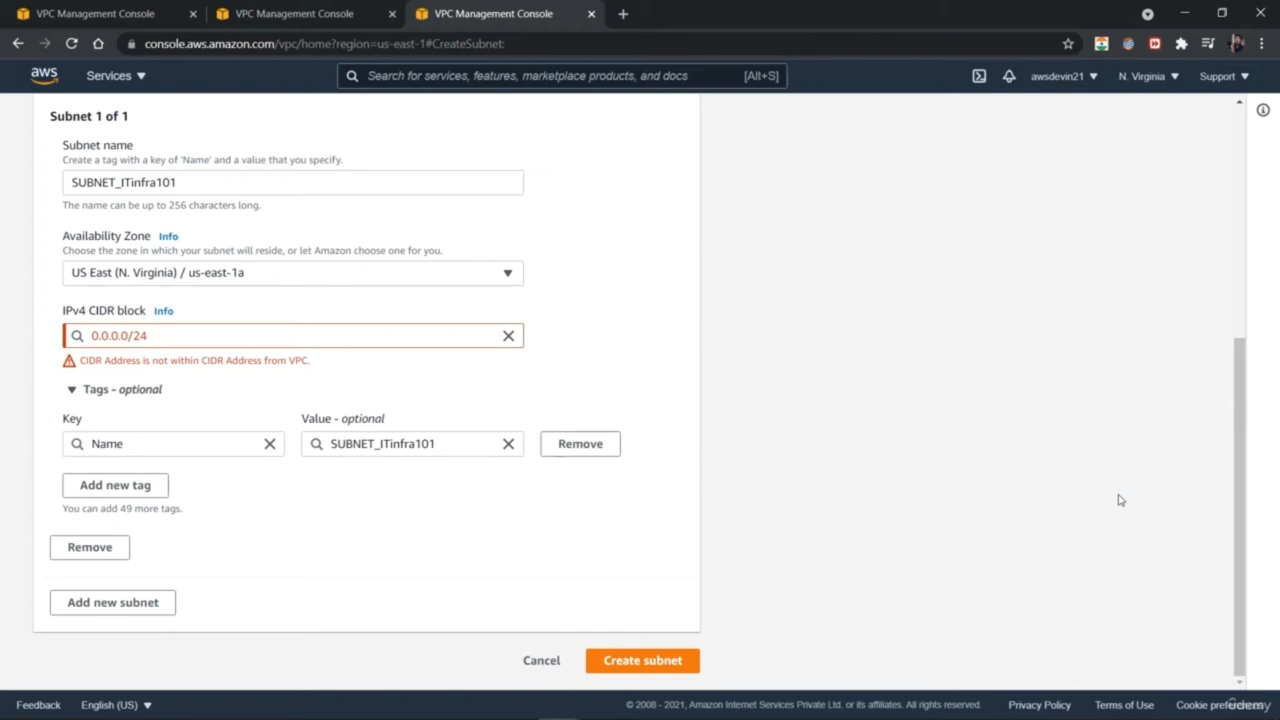 VPC Management Console
VPC Management Console
VPC Management Console
console.aws.amazon.com/vpc/home?region=us-east-1#CreateSubnet:
aws
Services
Search for services, features, marketplace products, and docs
[Alt+S]
awsdevin21
N. Virginia
Support
Subnet 1 of 1
Subnet name
Create a tag with a key of 'Name' and a value that you specify.
SUBNET_ITinfra101
The name can be up to 256 characters long.
Availability Zone Info
Choose the zone in which your subnet will reside, or let Amazon choose one for you.
US East (N. Virginia) / us-east-1a
IPv4 CIDR block Info
0.0.0.0/24
CIDR Address is not within CIDR Address from VPC.
Tags - optional
Key
Value - optional
Name
SUBNET_ITinfra101
Remove
Add new tag
You can add 49 more tags.
Remove
Add new subnet
Cancel
Create subnet
Feedback
English (US)
© 2008 - 2021, Amazon Internet Services Private Ltd. or its affiliates. All rights reserved.
Privacy Policy
Terms of Use
Cookie preferences
Udemy